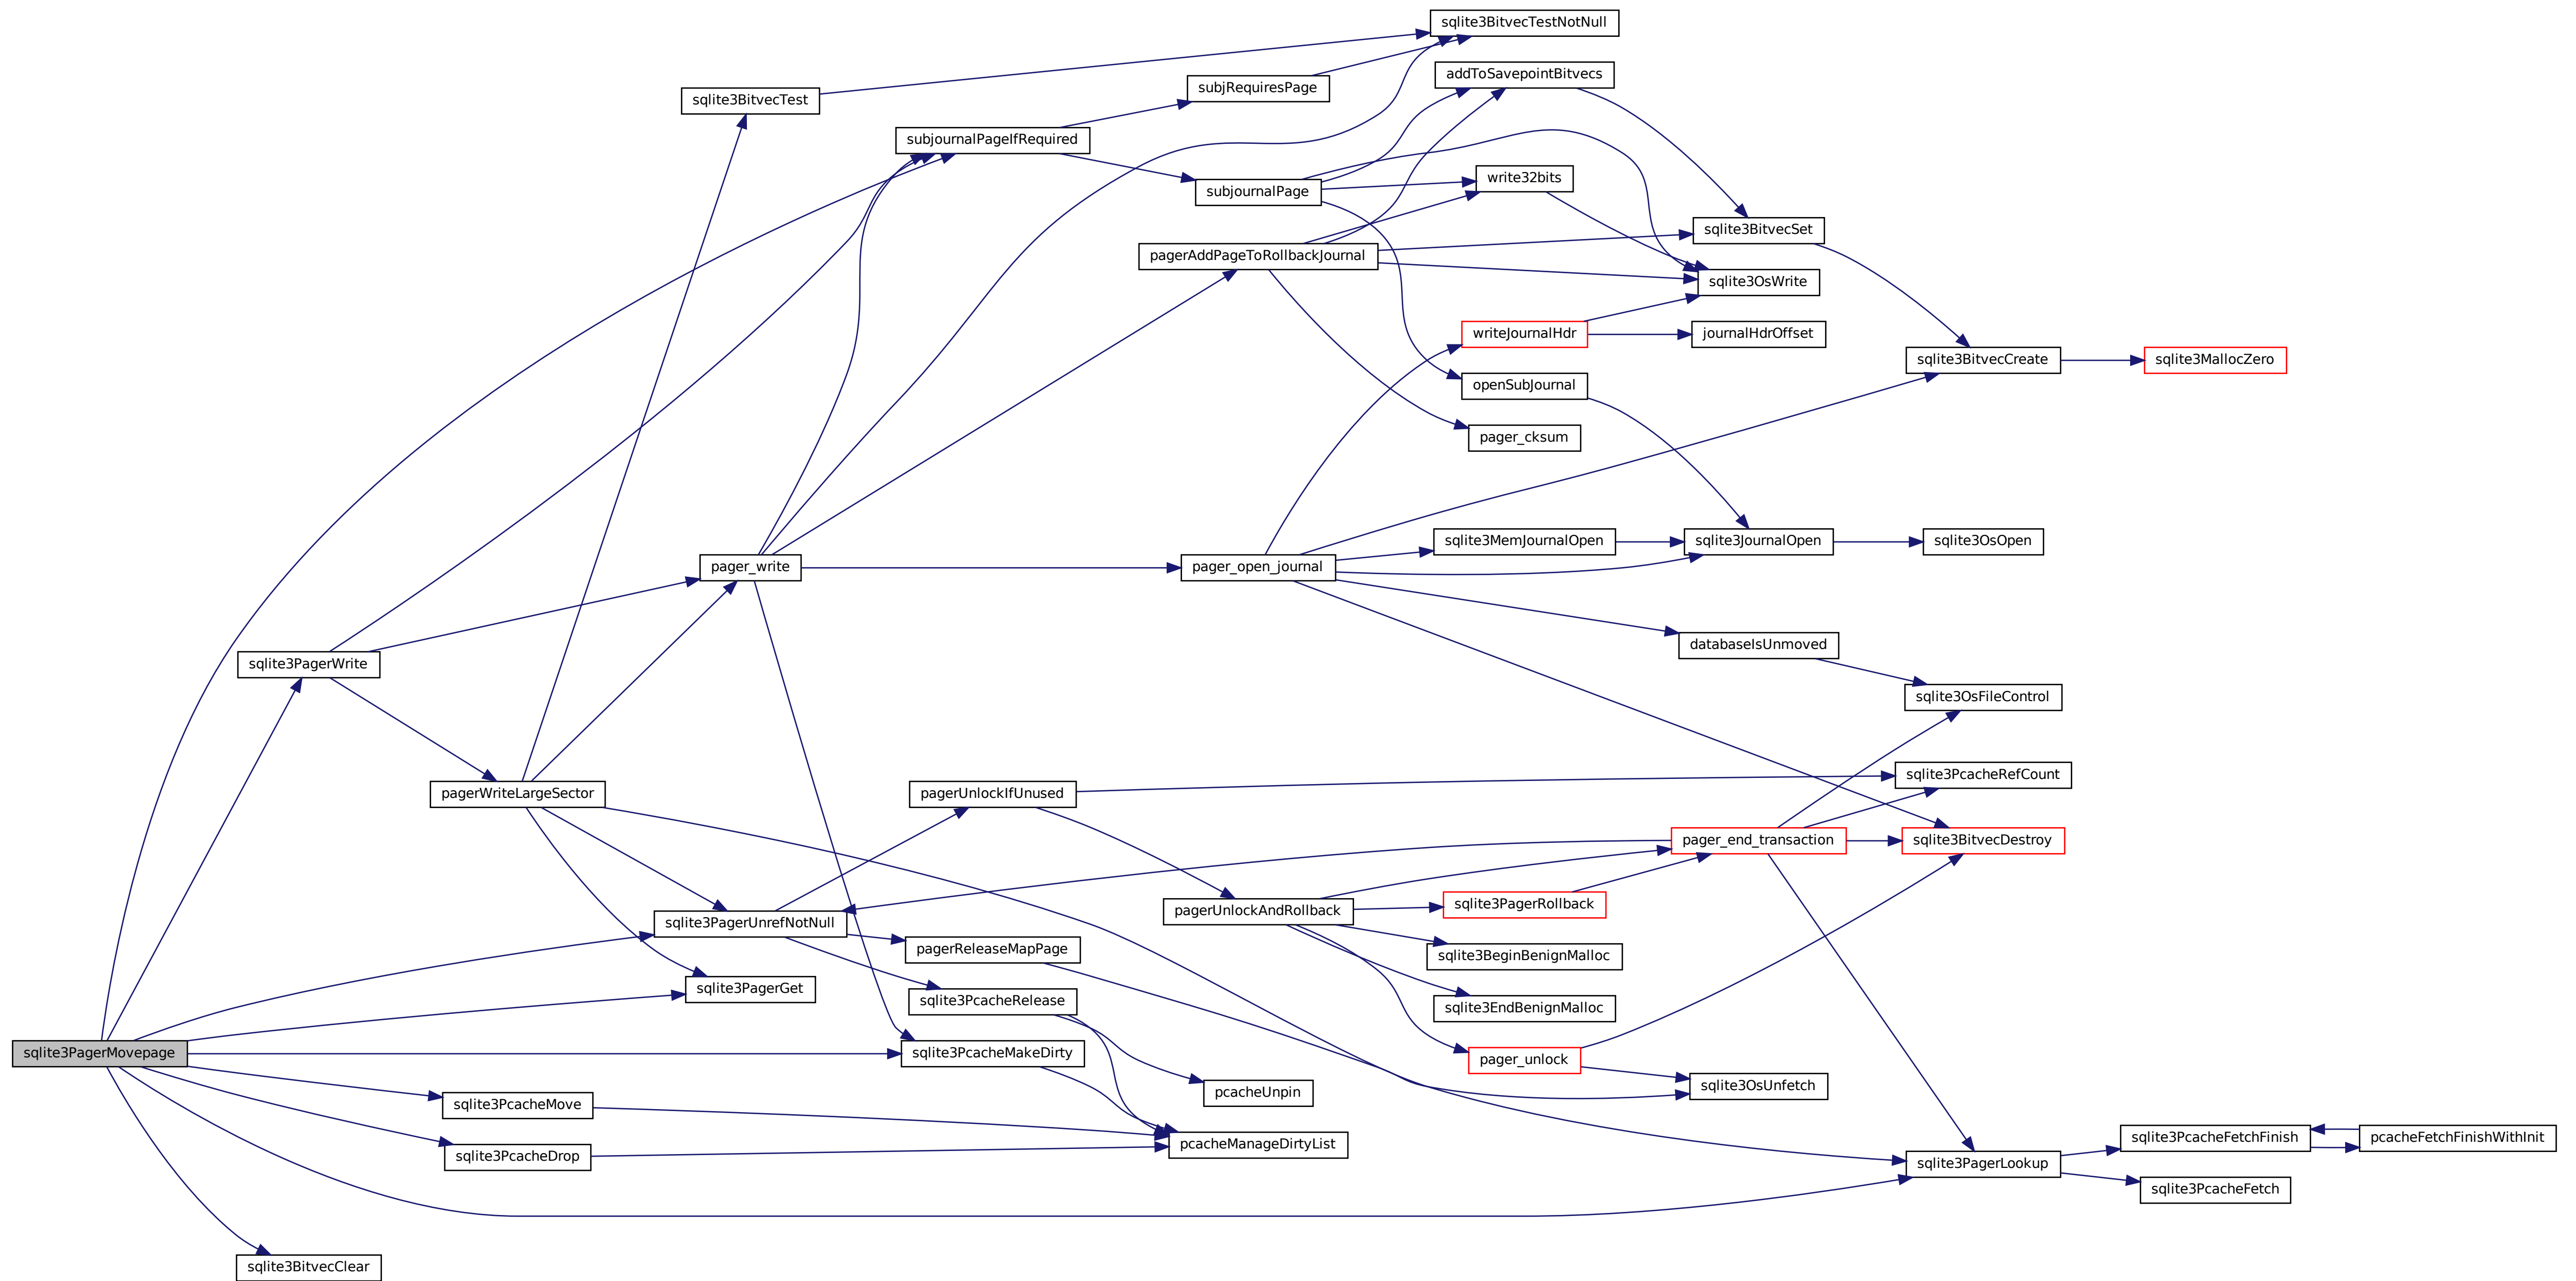 sqlite3BitvecTestNotNull
addToSavepointBitvecs
subjRequiresPage
sqlite3BitvecTest
subjournalPageIfRequired
write32bits
subjournalPage
sqlite3BitvecSet
pagerAddPageToRollbackJournal
sqlite3OsWrite
writeJournalHdr
journalHdrOffset
sqlite3BitvecCreate
sqlite3MallocZero
openSubJournal
pager_cksum
sqlite3MemJournalOpen
sqlite3JournalOpen
sqlite3OsOpen
pager_write
pager_open_journal
databaseIsUnmoved
sqlite3PagerWrite
sqlite3OsFileControl
sqlite3PcacheRefCount
pagerWriteLargeSector
pagerUnlockIfUnused
pager_end_transaction
sqlite3BitvecDestroy
sqlite3PagerRollback
pagerUnlockAndRollback
sqlite3PagerUnrefNotNull
pagerReleaseMapPage
sqlite3BeginBenignMalloc
sqlite3PagerGet
sqlite3PcacheRelease
sqlite3EndBenignMalloc
sqlite3PagerMovepage
sqlite3PcacheMakeDirty
pager_unlock
sqlite3OsUnfetch
pcacheUnpin
sqlite3PcacheMove
sqlite3PcacheFetchFinish
pcacheFetchFinishWithInit
pcacheManageDirtyList
sqlite3PcacheDrop
sqlite3PagerLookup
sqlite3PcacheFetch
sqlite3BitvecClear